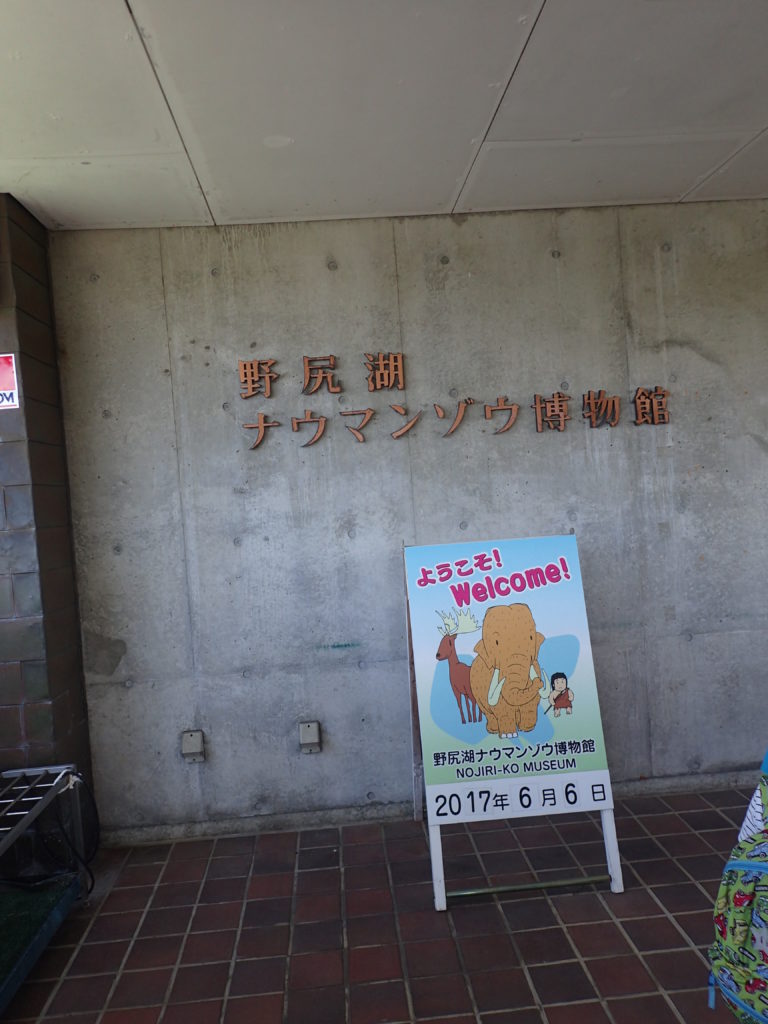 野尻湖
ナウマンゾウ博物館
ようこそ!
Welcome!
野尻湖ナウマンゾウ博物館
NOJIRI-KO MUSEUM
2017年 6月 6日